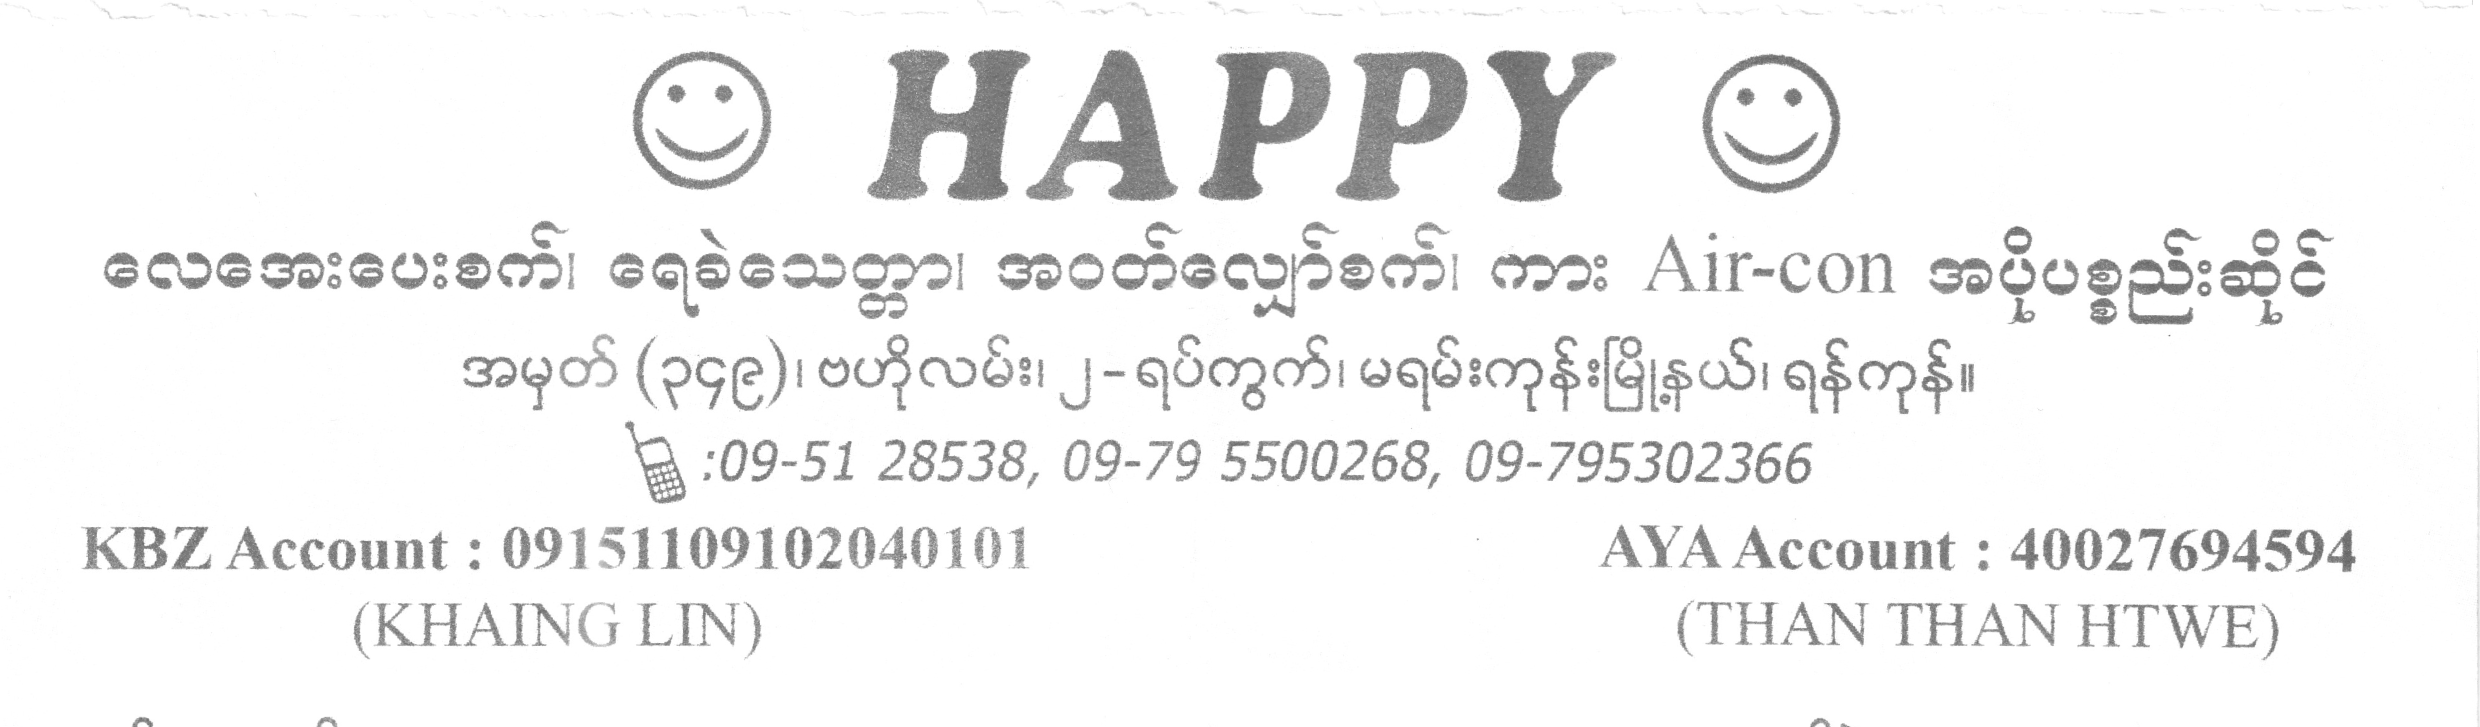 HAPPY
လေအေးပေးစက်၊ ရေခဲသေတ္တာ၊ အဝတ်လျှော်စက်၊ ကား Air-con အပိုပစ္စည်းဆိုင်
အမှတ် (၃၄၉)၊ ဗဟိုလမ်း၊ ၂-ရပ်ကွက်၊ မရမ်းကုန်းမြို့နယ်၊ ရန်ကုန်။
:09-51 28538, 09-79 5500268, 09-795302366
KBZ Account : 09151109102040101 AYA Account : 40027694594
(KHAING LIN) (THAN THAN HTWE)